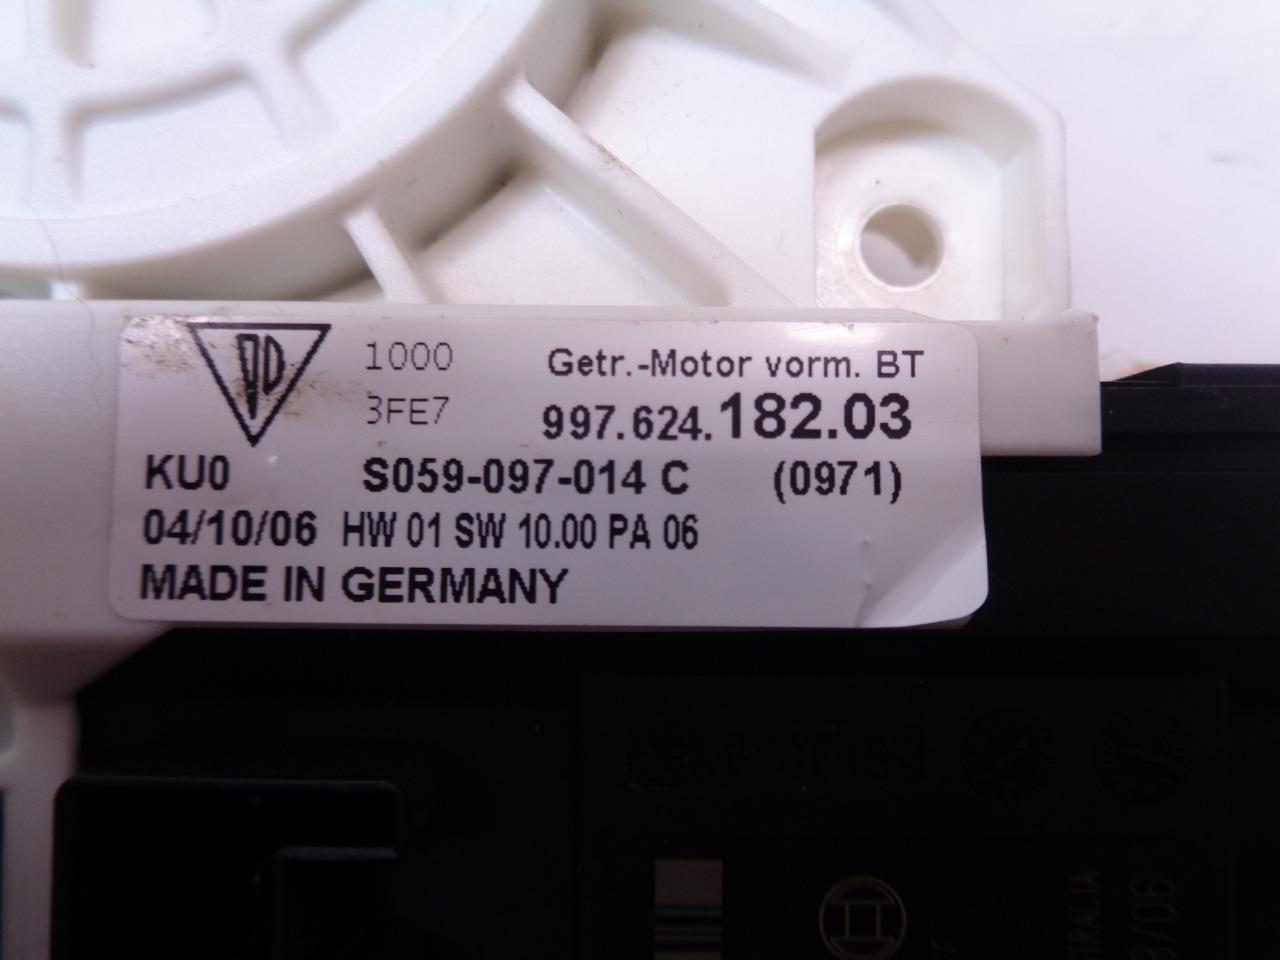 1000
3FE7
Getr.-Motor vorm. BT
997.624.182.03
KU0 S059-097-014 C (0971)
04/10/06 HW 01 SW 10.00 PA 06
MADE IN GERMANY